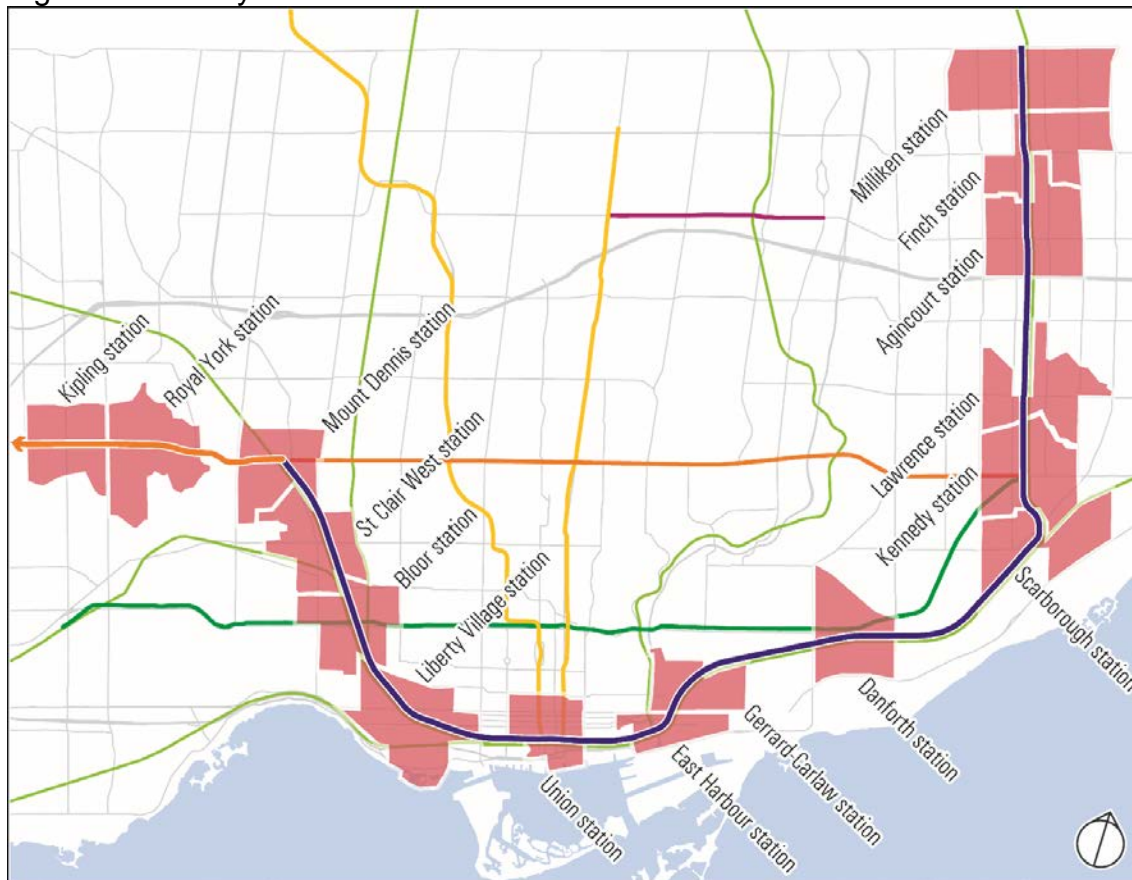 Milliken station
Finch station
Agincourt station
Kipling station
Royal York station
Mount Dennis station
St Clair West station
Lawrence station
Bloor station
Kennedy station
Liberty Village station
Scarborough station
Danforth station
Gerrard-Carlaw station
East Harbour station
Union station